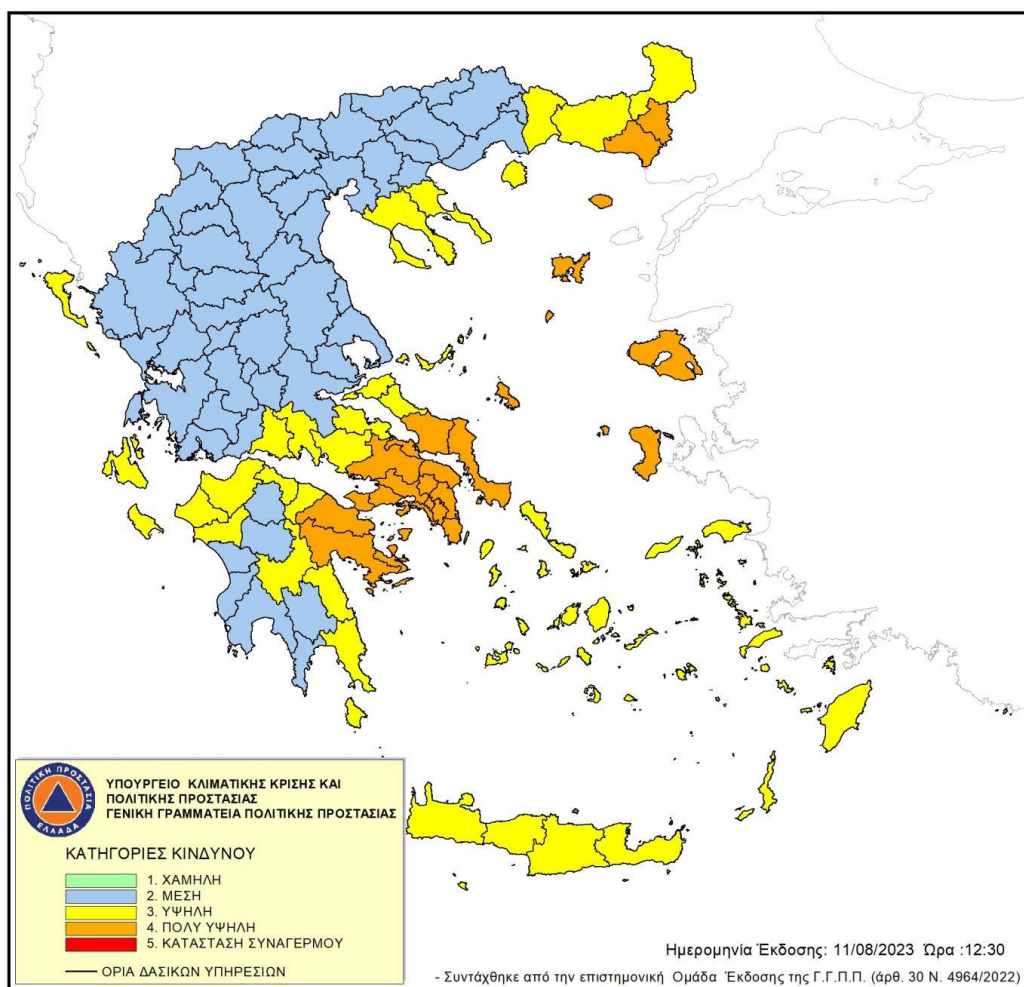 ΠΟΛΙΤΙΚΗ ΠΡΟΣΤΑΣΙΑ
ΕΛΛΑΔΑ
ΥΠΟΥΡΓΕΙΟ ΚΛΙΜΑΤΙΚΗΣ ΚΡΙΣΗΣ ΚΑΙ
ΠΟΛΙΤΙΚΗΣ ΠΡΟΣΤΑΣΙΑΣ
ΓΕΝΙΚΗ ΓΡΑΜΜΑΤΕΙΑ ΠΟΛΙΤΙΚΗΣ ΠΡΟΣΤΑΣΙΑΣ
ΚΑΤΗΓΟΡΙΕΣ ΚΙΝΔΥΝΟΥ
1. ΧΑΜΗΛΗ
2. ΜΕΣΗ
3. ΥΨΗΛΗ
4. ΠΟΛΥ ΥΨΗΛΗ
5. ΚΑΤΑΣΤΑΣΗ ΣΥΝΑΓΕΡΜΟΥ
ΟΡΙΑ ΔΑΣΙΚΩΝ ΥΠΗΡΕΣΙΩΝ
Ημερομηνία Έκδοσης: 11/08/2023 Ώρα :12:30
- Συντάχθηκε από την επιστημονική Ομάδα Έκδοσης της Γ.Γ.Π.Π. (άρθ. 30 Ν. 4964/2022)